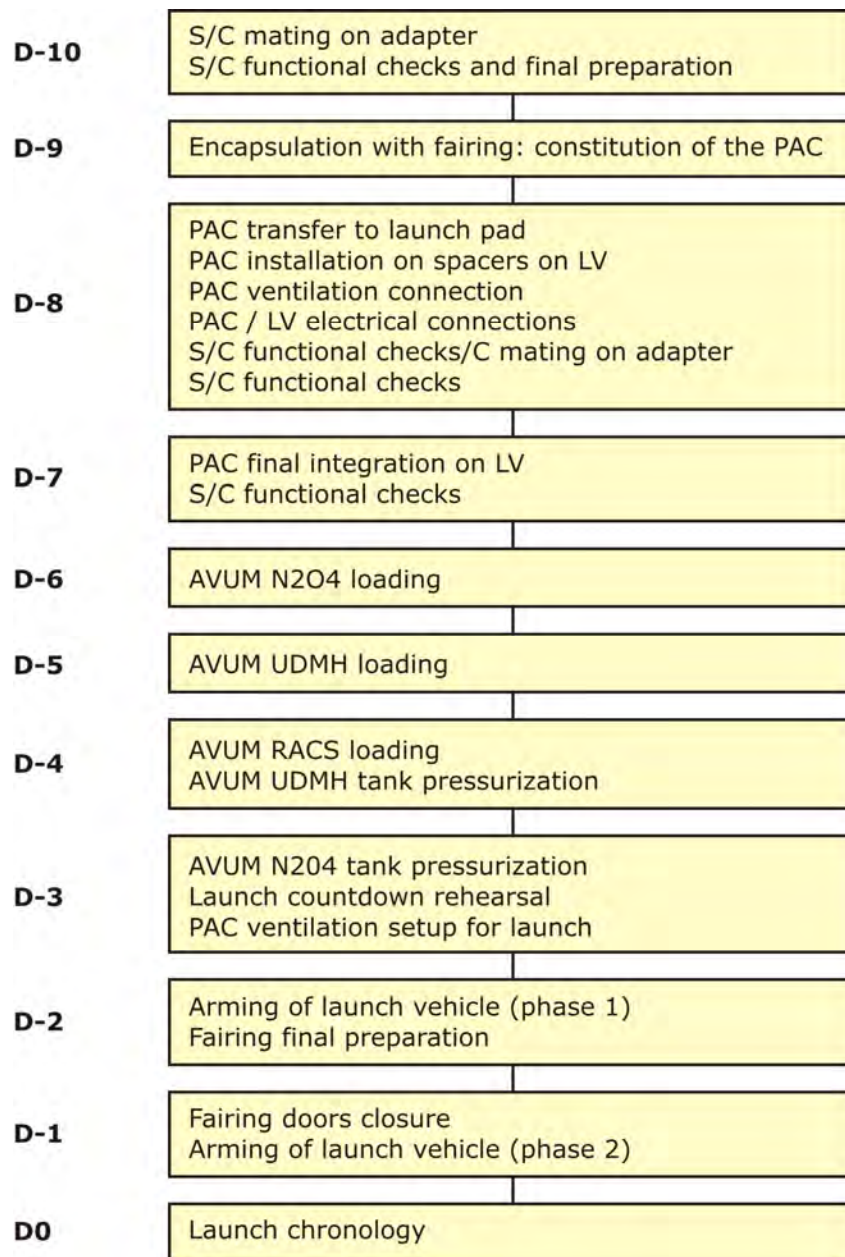 D-10
S/C mating on adapter
S/C functional checks and final preparation
D-9
Encapsulation with fairing: constitution of the PAC
D-8
PAC transfer to launch pad
PAC installation on spacers on LV
PAC ventilation connection
PAC / LV electrical connections
S/C functional checks/C mating on adapter
S/C functional checks
D-7
PAC final integration on LV
S/C functional checks
D-6
AVUM N2O4 loading
D-5
AVUM UDMH loading
D-4
AVUM RACS loading
AVUM UDMH tank pressurization
D-3
AVUM N204 tank pressurization
Launch countdown rehearsal
PAC ventilation setup for launch
D-2
Arming of launch vehicle (phase 1)
Fairing final preparation
D-1
Fairing doors closure
Arming of launch vehicle (phase 2)
D0
Launch chronology